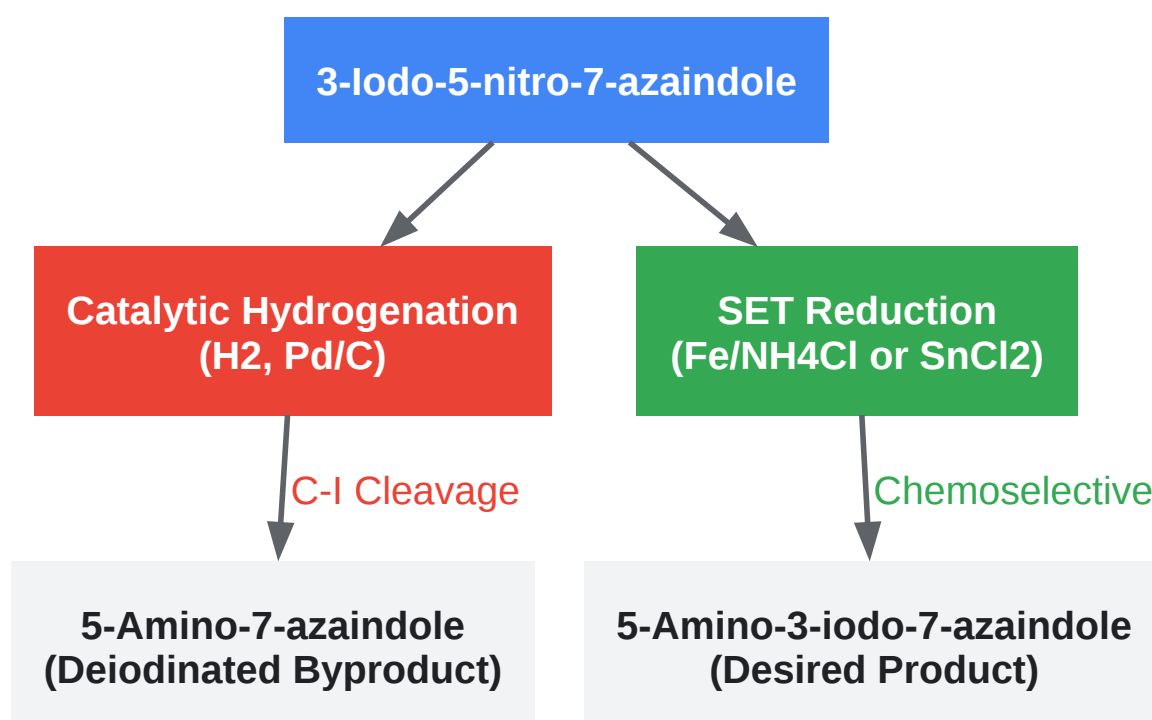 3-Iodo-5-nitro-7-azaindole
Catalytic Hydrogenation
(H2, Pd/C)
SET Reduction
(Fe/NH4Cl or SnCl2)
C-I Cleavage
Chemoselective
5-Amino-7-azaindole
(Deiodinated Byproduct)
5-Amino-3-iodo-7-azaindole
(Desired Product)